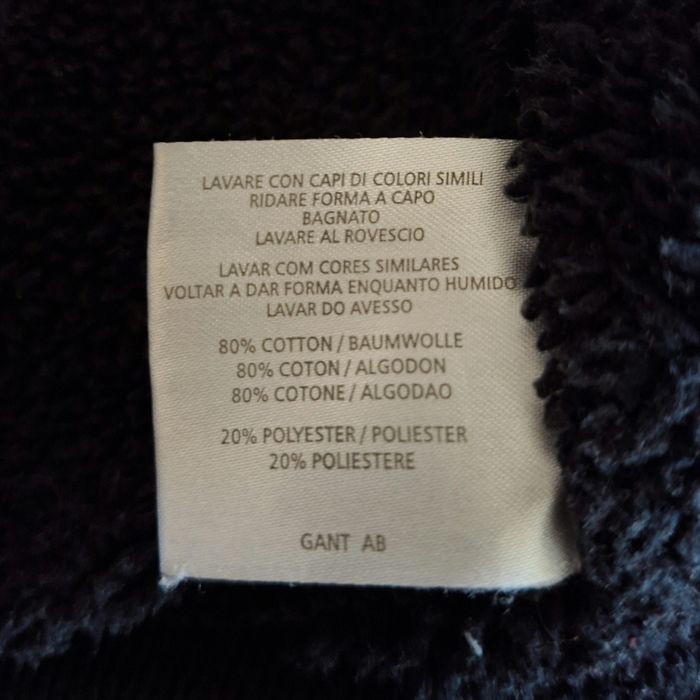 LAVARE CON CAPI DI COLORI SIMILI
RIDARE FORMA A CAPO
BAGNATO
LAVARE AL ROVESCIO
LAVAR COM CORES SIMILARES
VOLTAR A DAR FORMA ENQUANTO HUMIDO
LAVAR DO AVESSO
80% COTTON / BAUMWOLLE
80% COTON / ALGODON
80% COTONE / ALGODAO
20% POLYESTER / POLIESTER
20% POLIESTERE
GANT AB